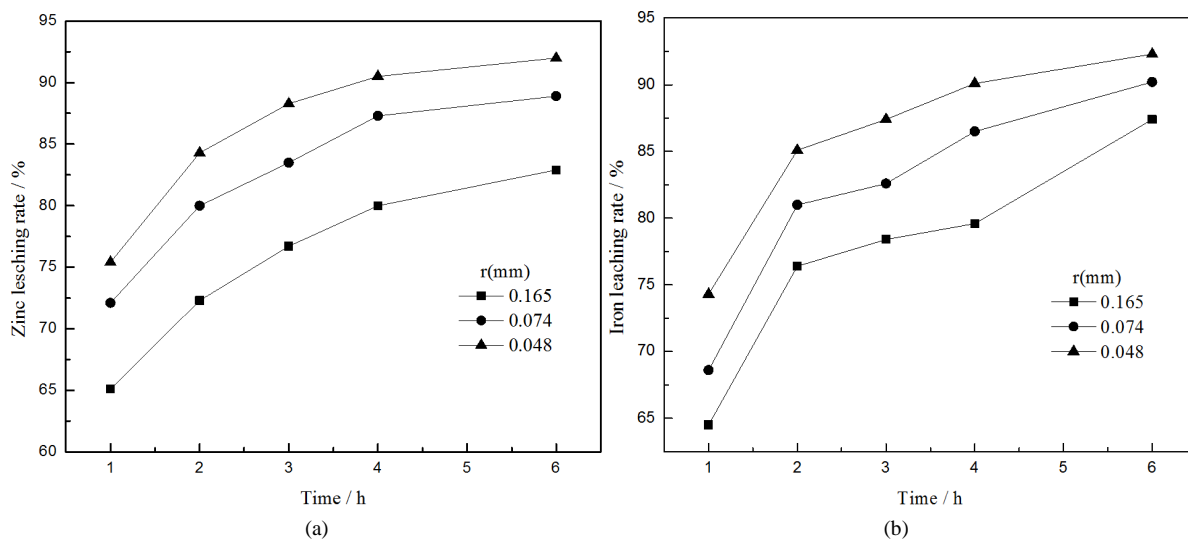 95
90
85
80
75
70
65
60
Zinc lesching rate / %
r(mm)
0.165
0.074
0.048
1 2 3 4 5 6
Time / h
(a)
95
90
85
80
75
70
65
Iron leaching rate / %
r(mm)
0.165
0.074
0.048
1 2 3 4 5 6
Time / h
(b)